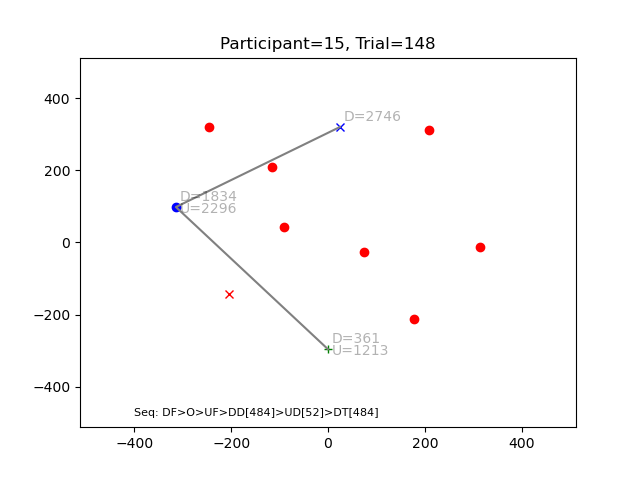 Participant=15, Trial=148
400
200
0
−200
−400
D=2746
D=1834
U=2296
D=361
U=1213
Seq: DF>O>UF>DD[484]>UD[52]>DT[484]
−400
−200
0
200
400